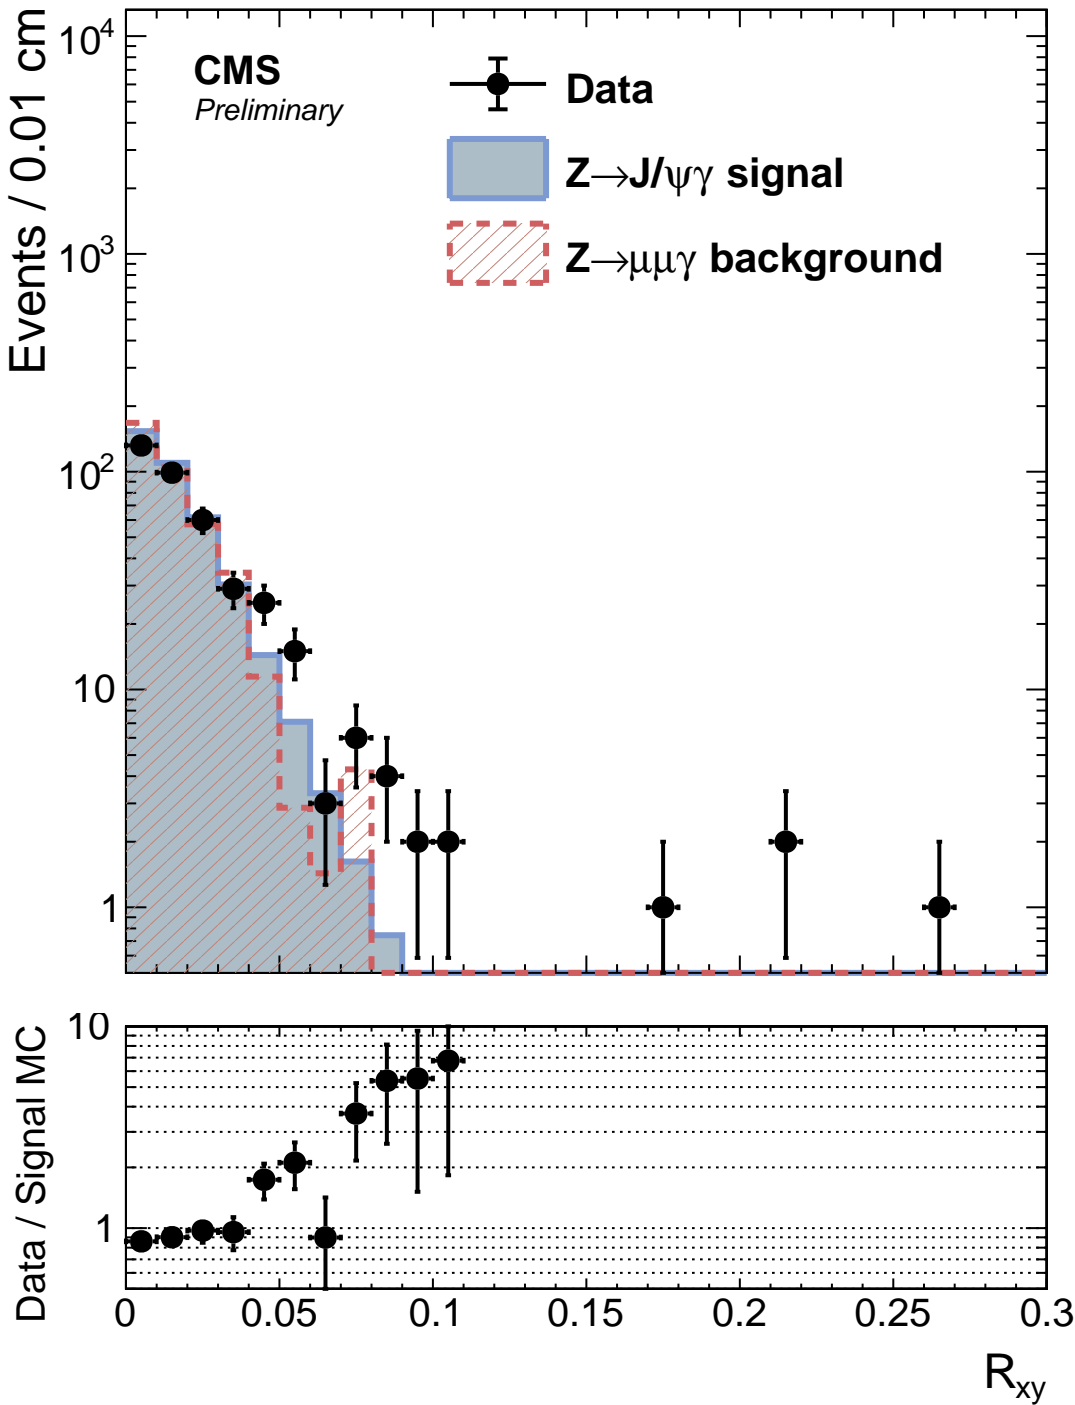 CMS
Preliminary
Data
Z→J/ψγ signal
Z→μμγ background
Events / 0.01 cm
10⁴
10³
10²
10
1
Data / Signal MC
10
1
0 0.05 0.1 0.15 0.2 0.25 0.3
R_xy